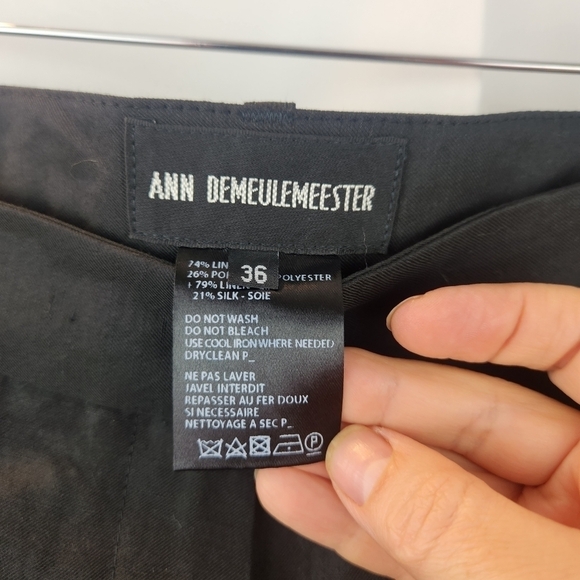 ANN DEMEULEMEESTER
36
74% LIN
26% PO POLYESTER
79% LINE
21% SILK - SOIE
DO NOT WASH
DO NOT BLEACH
USE COOL IRON WHERE NEEDED
DRYCLEAN P_
NE PAS LAVER
JAVEL INTERDIT
REPASSER AU FER DOUX
SI NECESSAIRE
NETTOYAGE A SEC P_
P